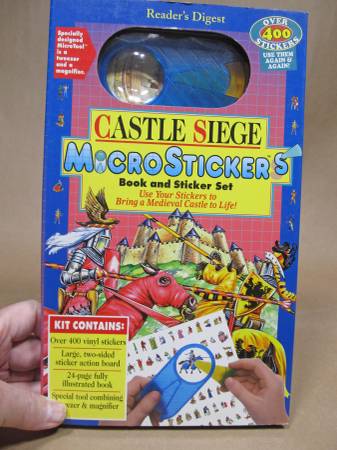 Reader's Digest
Specially
designed
MicroTool™
is a
tweezer
and a
magnifier.
OVER
400
STICKERS
USE THEM
AGAIN &
AGAIN!
CASTLE SIEGE
MICROSTICKERS
Book and Sticker Set
Use Your Stickers to
Bring a Medieval Castle to Life!
KIT CONTAINS:
Over 400 vinyl stickers
Large, two-sided
sticker action board
24-page fully
illustrated book
Special tool combining
tweezer & magnifier